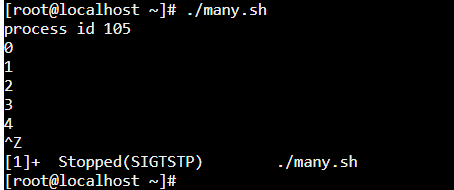 [root@localhost ~]# ./many.sh
process id 105
0
1
2
3
4
^Z
[1]+  Stopped(SIGTSTP)        ./many.sh
[root@localhost ~]#